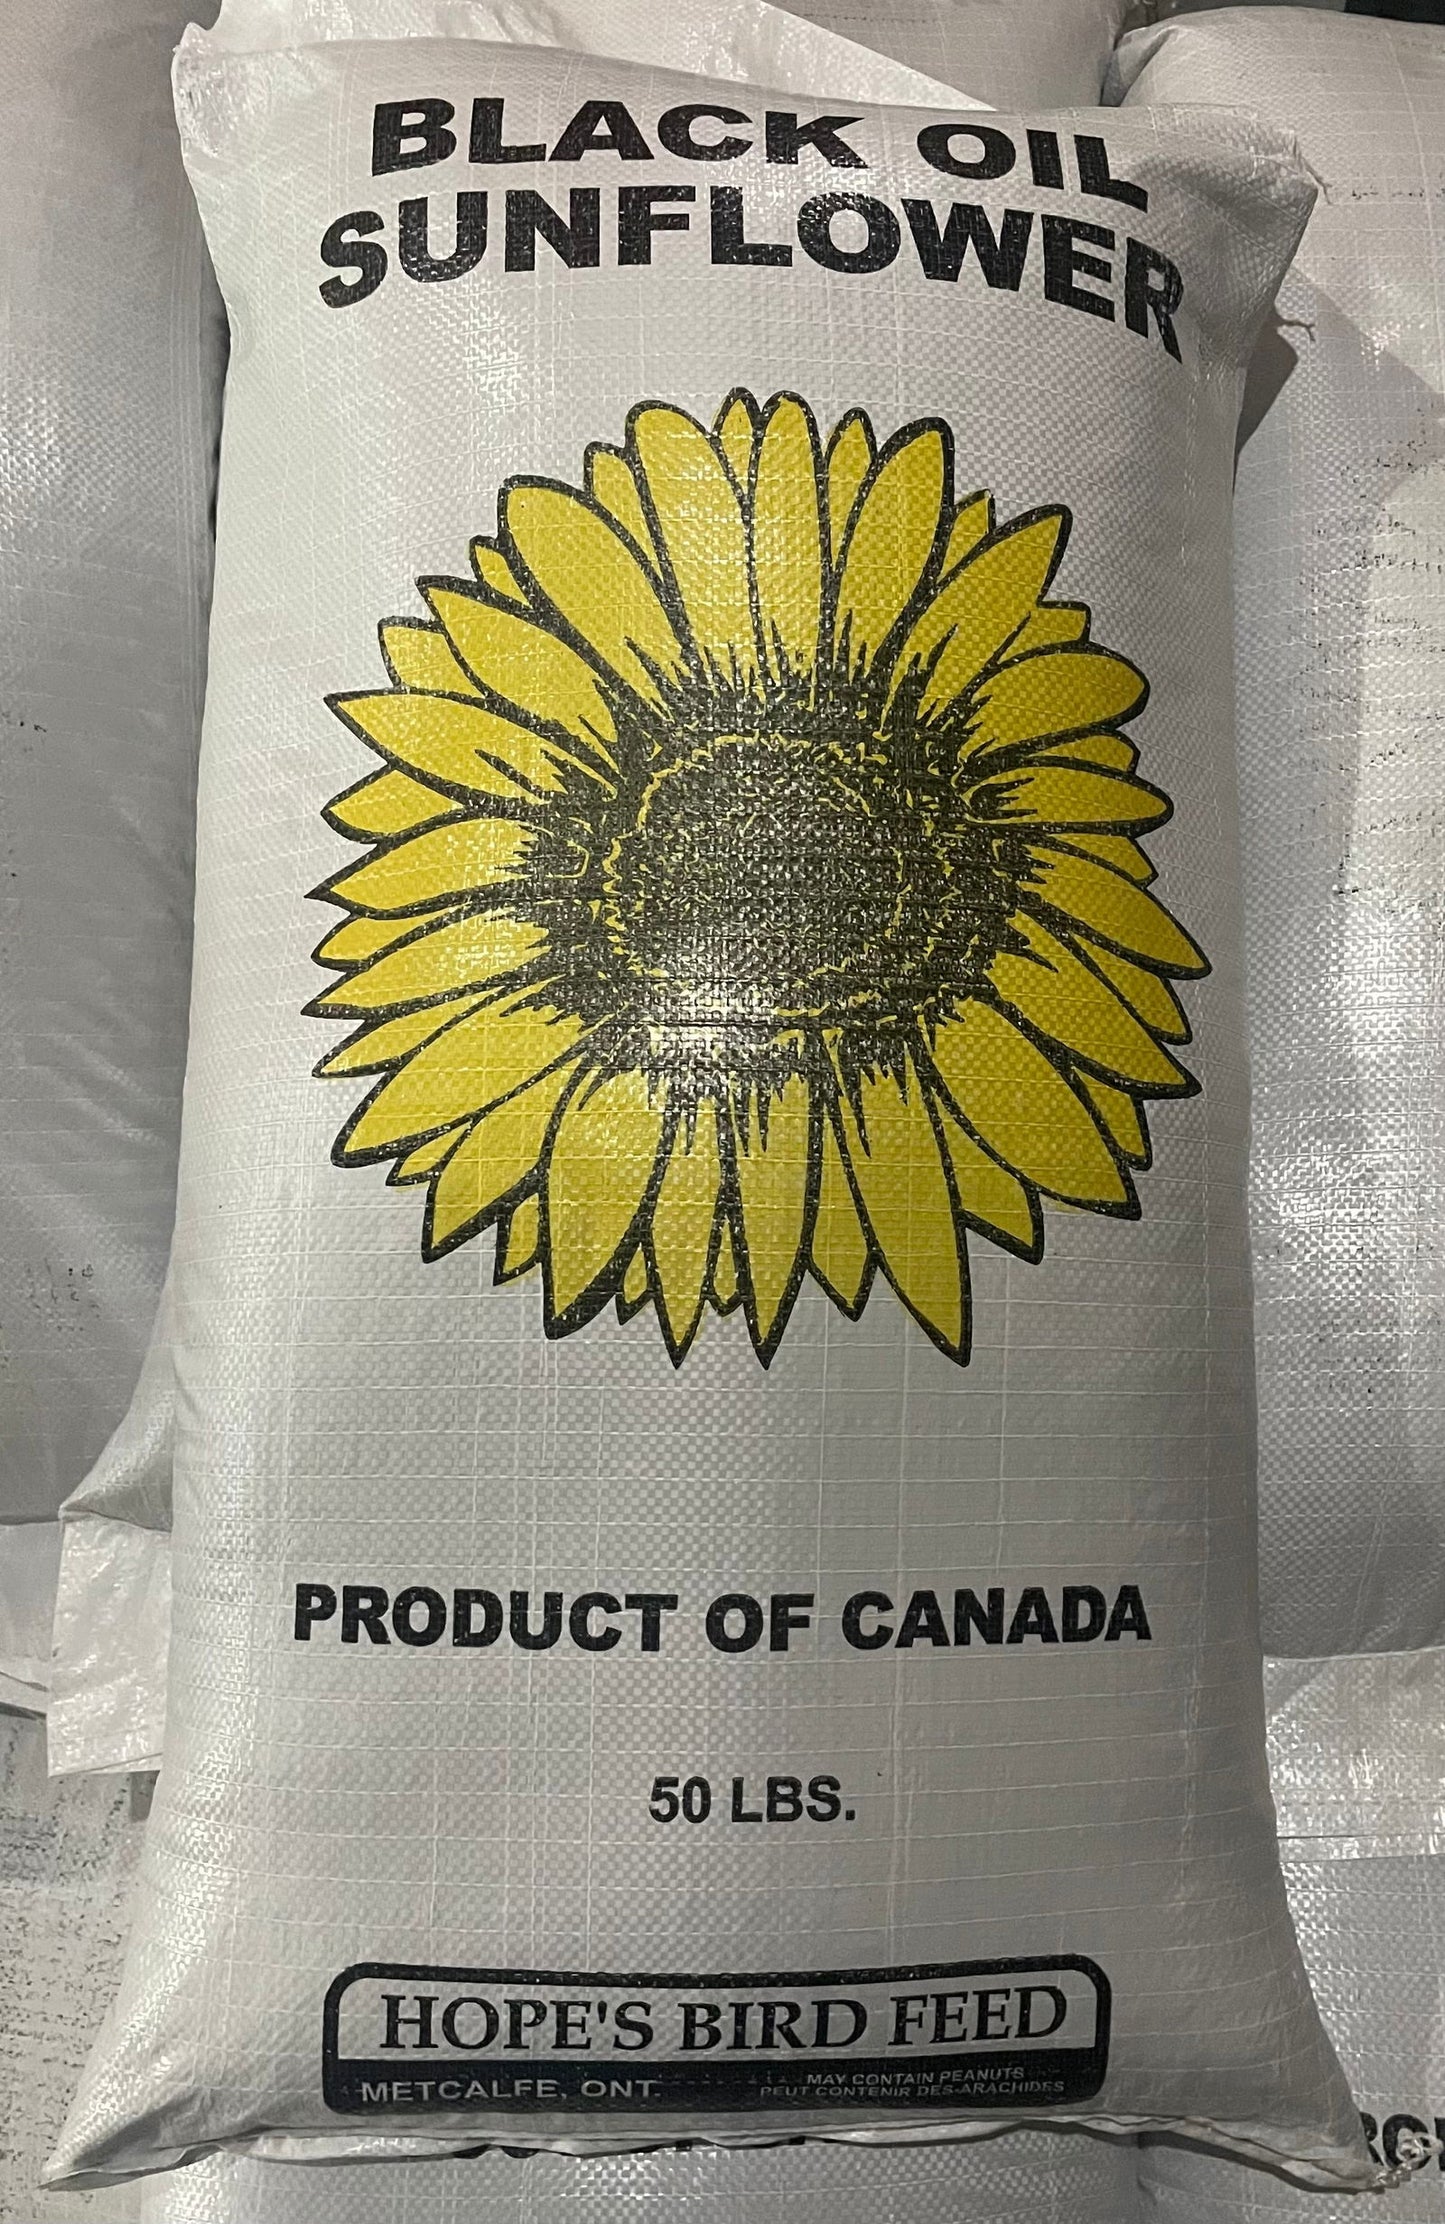 BLACK OIL
SUNFLOWER
PRODUCT OF CANADA
50 LBS.
HOPE'S BIRD FEED
METCALFE, ONT.
MAY CONTAIN PEANUTS
PEUT CONTENIR DES ARACHIDES